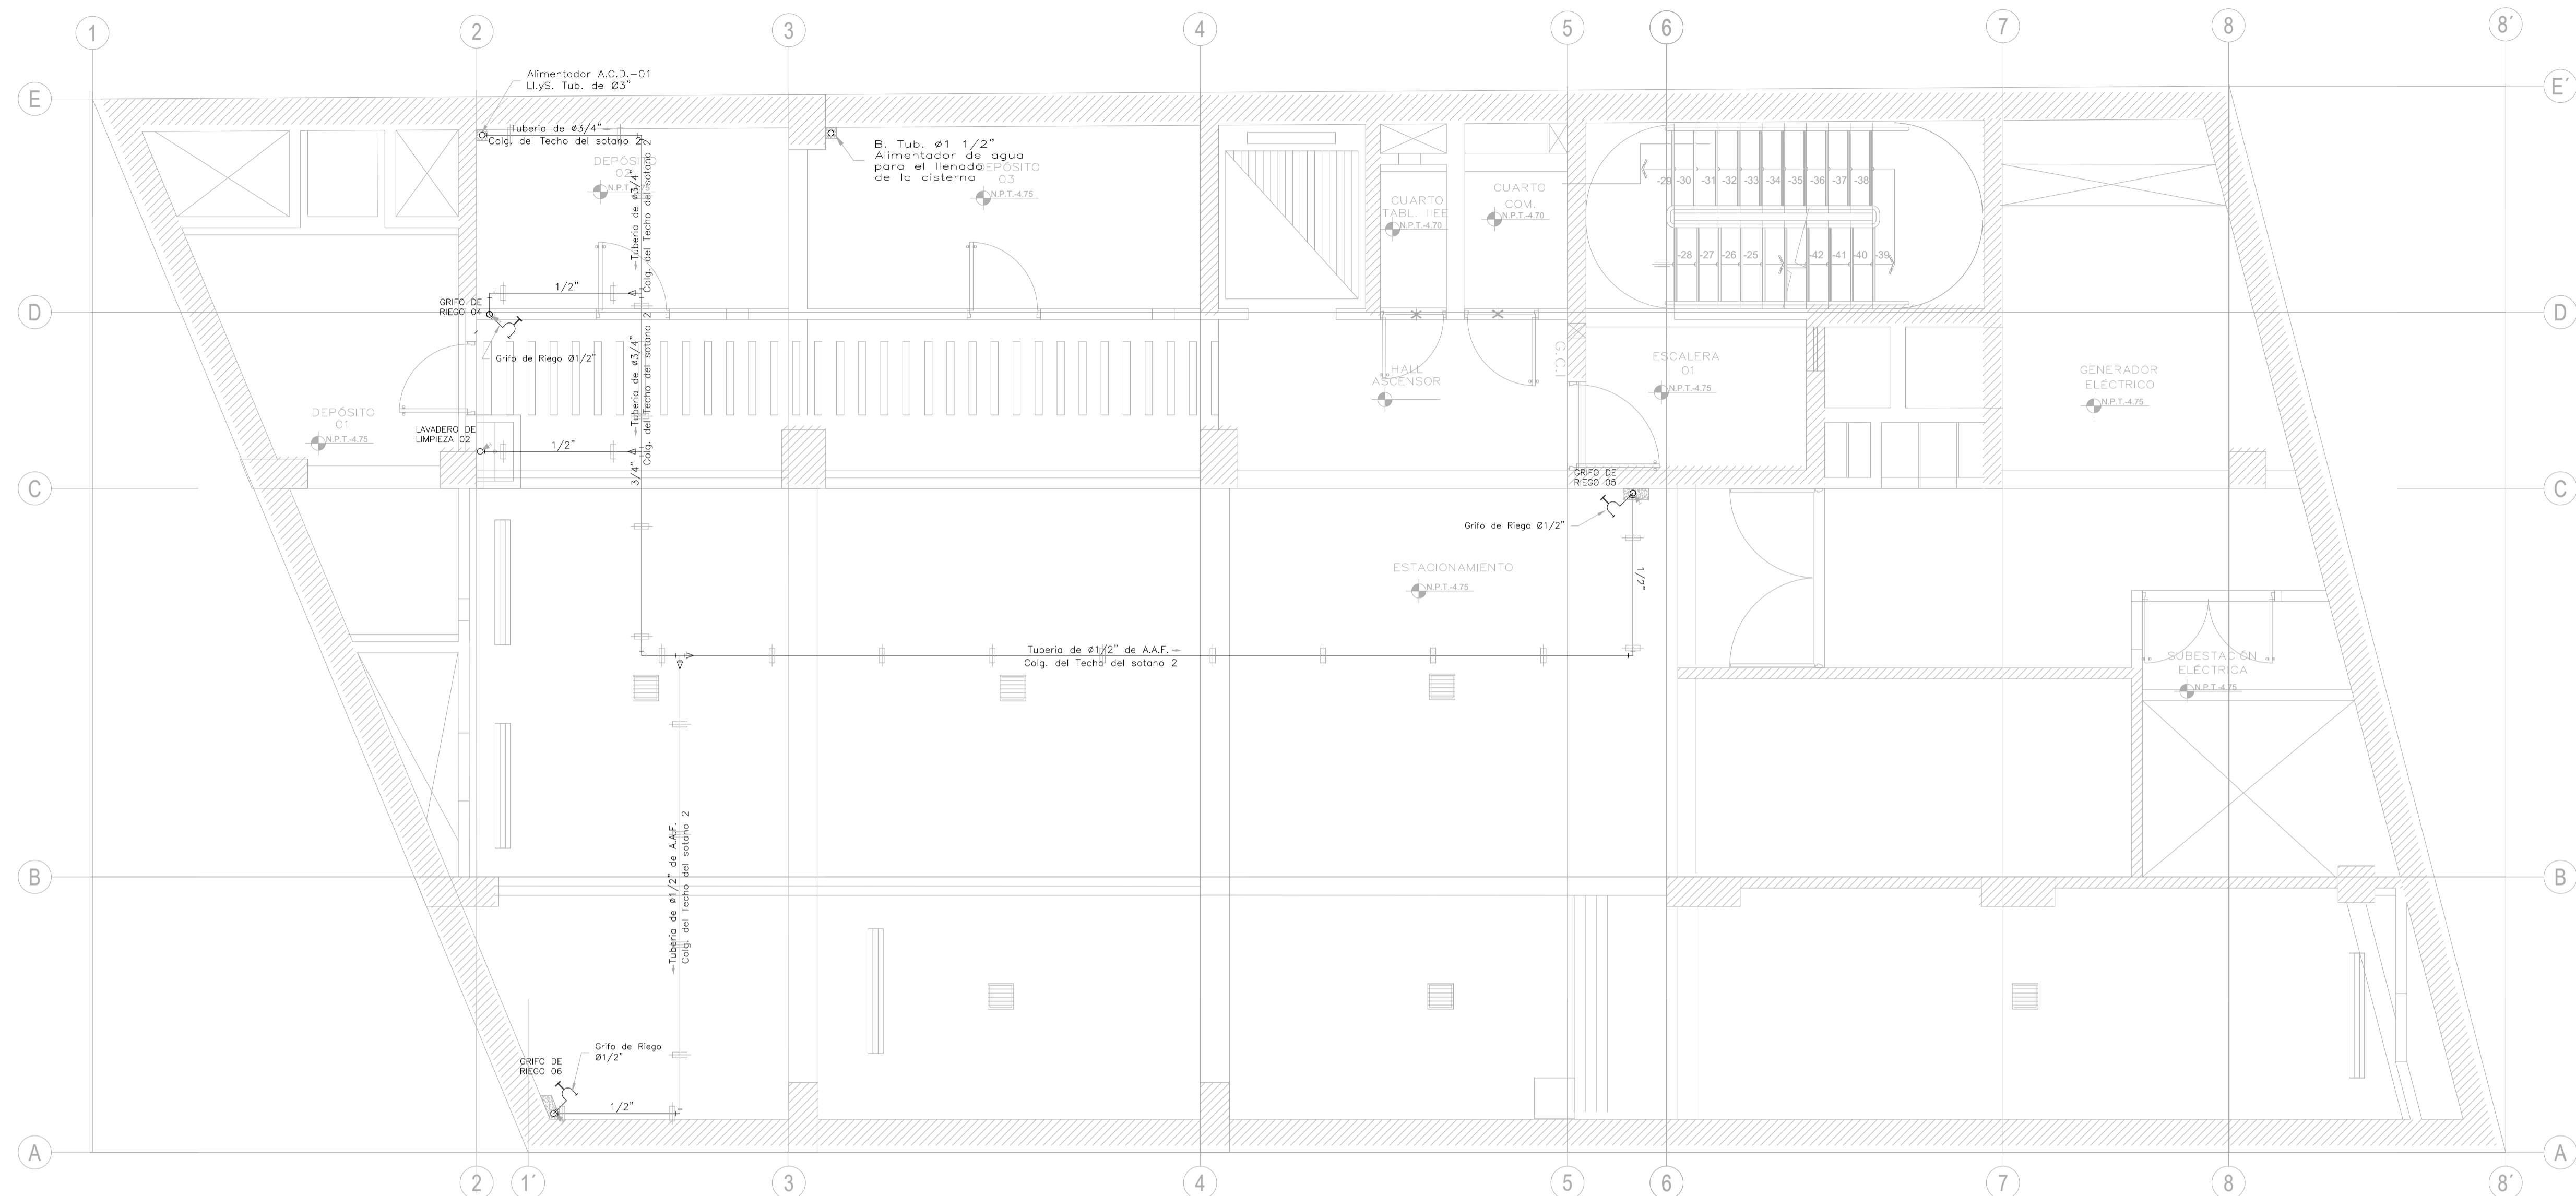 1
2
3
4
5
6
7
8
8´
E
E´
Alimentador A.C.D.-01
Ll.yS. Tub. de Ø3"
Tuberia de ø3/4"
Colg. del Techo del sotano 2
DEPÓSITO
02
N.P.T.
Tuberia de ø3/4"
Colg. del Techo del sotano 2
B. Tub. ø1 1/2"
Alimentador de agua
para el llenado
de la cisterna
DEPÓSITO
03
N.P.T.-4.75
CUARTO
TABL. IIEE
N.P.T.-4.70
CUARTO
COM.
N.P.T.-4.70
-29
-30
-31
-32
-33
-34
-35
-36
-37
-38
-28
-27
-26
-25
-42
-41
-40
-39
1/2"
GRIFO DE
RIEGO 04
D
D
Grifo de Riego Ø1/2"
Tuberia de ø3/4"
Colg. del Techo del sotano 2
HALL
ASCENSOR
G.C.I
ESCALERA
01
N.P.T.-4.75
GENERADOR
ELÉCTRICO
N.P.T.-4.75
DEPÓSITO
01
N.P.T.-4.75
LAVADERO DE
LIMPIEZA 02
1/2"
3/4"
C
C
GRIFO DE
RIEGO 05
Grifo de Riego Ø1/2"
1/2"
ESTACIONAMIENTO
N.P.T.-4.75
Tuberia de ø1/2" de A.A.F.
Colg. del Techo del sotano 2
SUBESTACIÓN
ELÉCTRICA
N.P.T.-4.75
Tuberia de ø1/2" de A.A.F.
Colg. del Techo del sotano 2
B
B
GRIFO DE
RIEGO 06
Grifo de Riego
Ø1/2"
1/2"
A
A
2
1´
3
4
5
6
7
8
8´